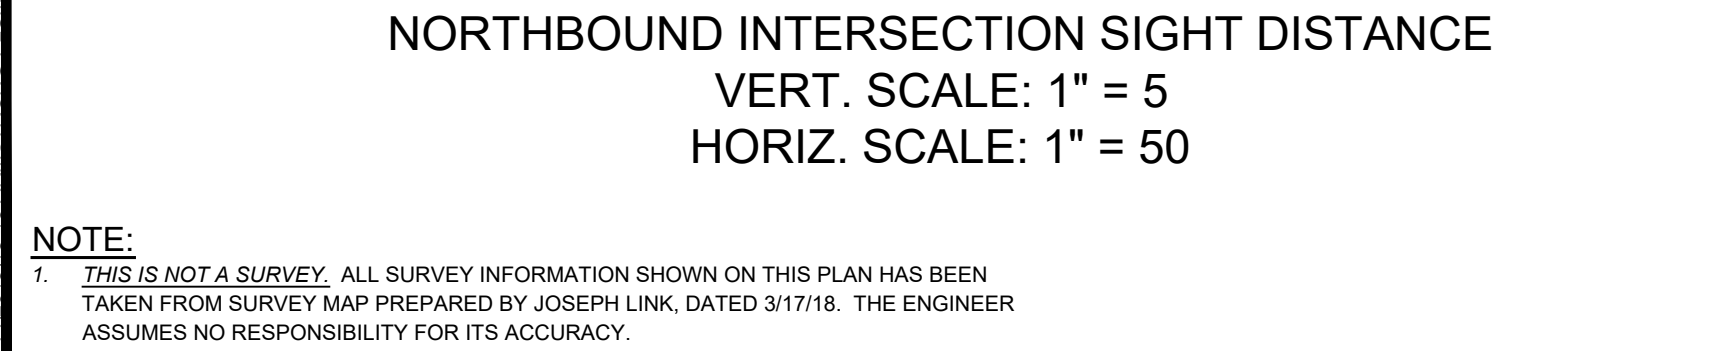 NORTHBOUND INTERSECTION SIGHT DISTANCE
VERT. SCALE: 1" = 5
HORIZ. SCALE: 1" = 50
NOTE:
1. THIS IS NOT A SURVEY. ALL SURVEY INFORMATION SHOWN ON THIS PLAN HAS BEEN
TAKEN FROM SURVEY MAP PREPARED BY JOSEPH LINK, DATED 3/17/18. THE ENGINEER
ASSUMES NO RESPONSIBILITY FOR ITS ACCURACY.